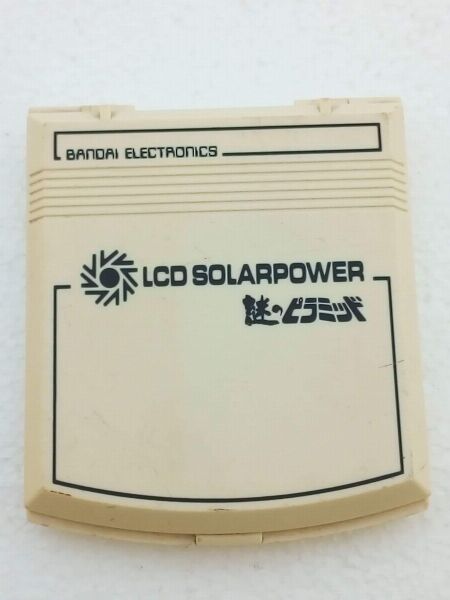 BANDAI ELECTRONICS
LCD SOLARPOWER
謎のピラミッド